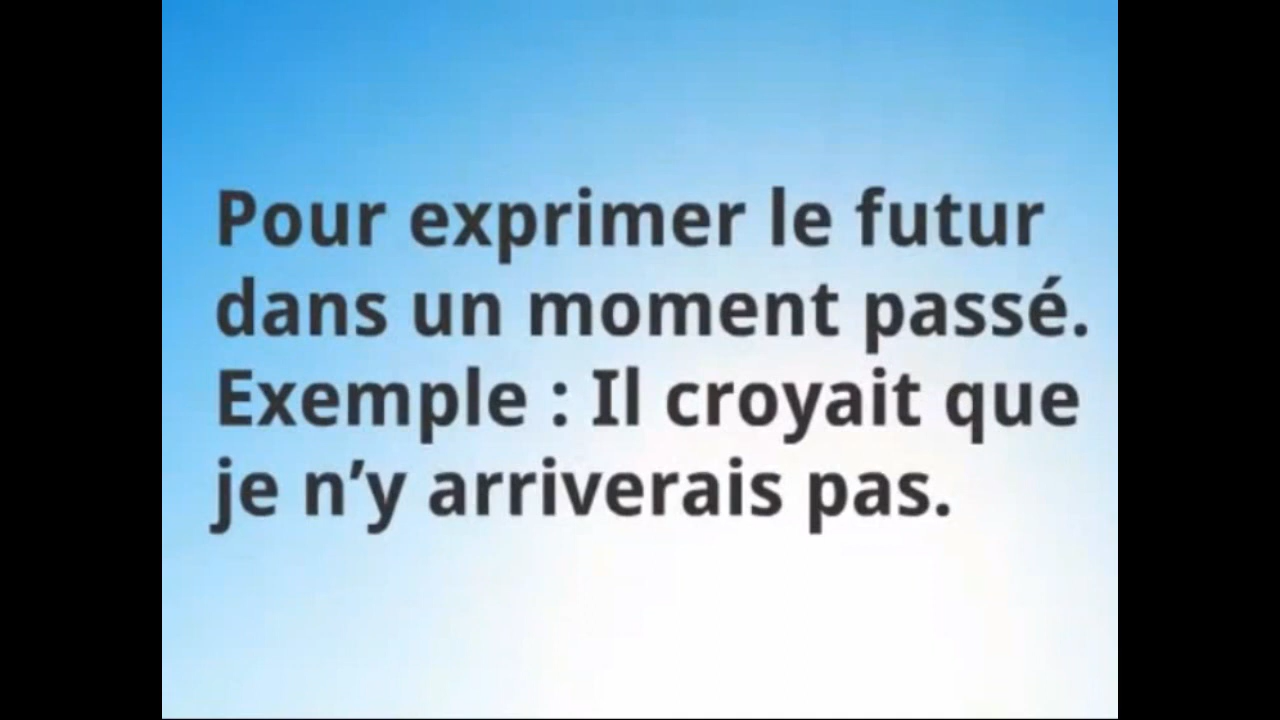 Pour exprimer le futur
dans un moment passé.
Exemple : Il croyait que
je n’y arriverais pas.